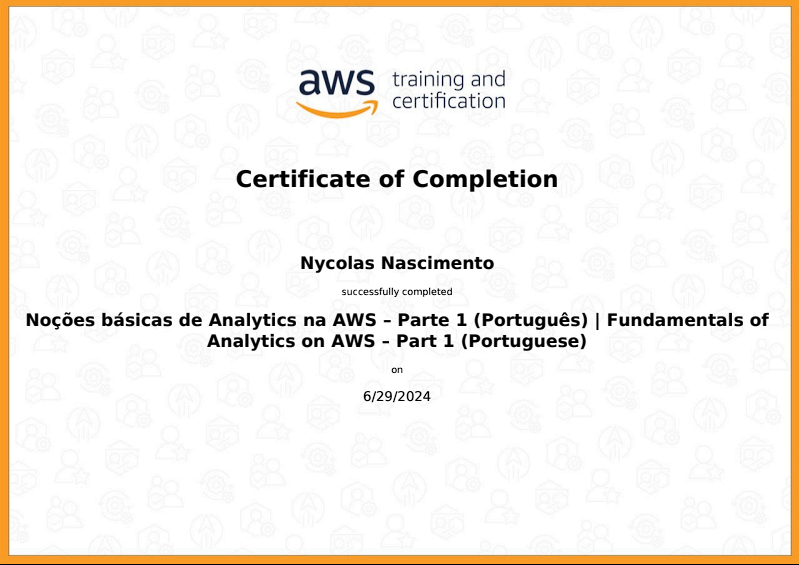 aws training and
certification
Certificate of Completion
Nycolas Nascimento
successfully completed
Noções básicas de Analytics na AWS – Parte 1 (Português) | Fundamentals of
Analytics on AWS – Part 1 (Portuguese)
on
6/29/2024